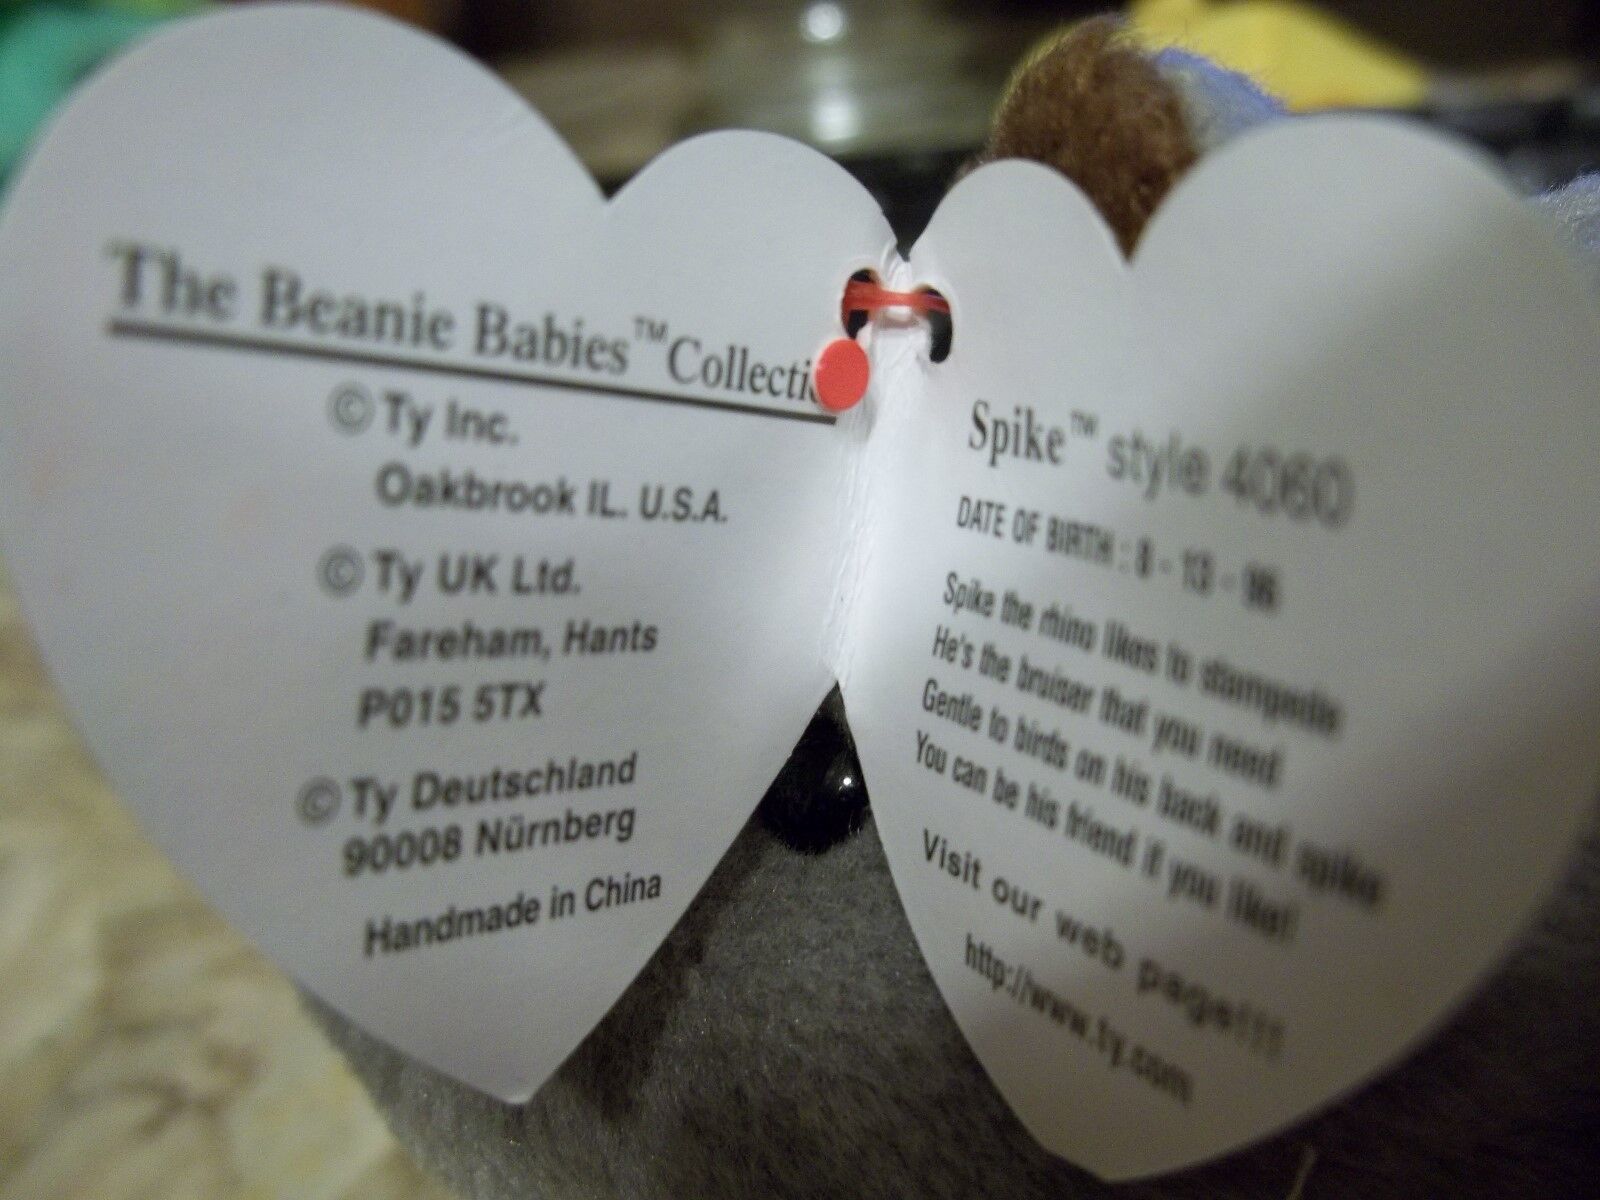 The Beanie Babies™ Collecti
© Ty Inc.
Oakbrook IL. U.S.A.
© Ty UK Ltd.
Fareham, Hants
P015 5TX
© Ty Deutschland
90008 Nürnberg
Handmade in China
Spike™ style 4060
DATE OF BIRTH : 8 - 13 - 96
Spike the rhino likes to stampede
He's the bruiser that you need
Gentle to birds on his back and spike
You can be his friend if you like!
Visit our web page!!!
http://www.ty.com